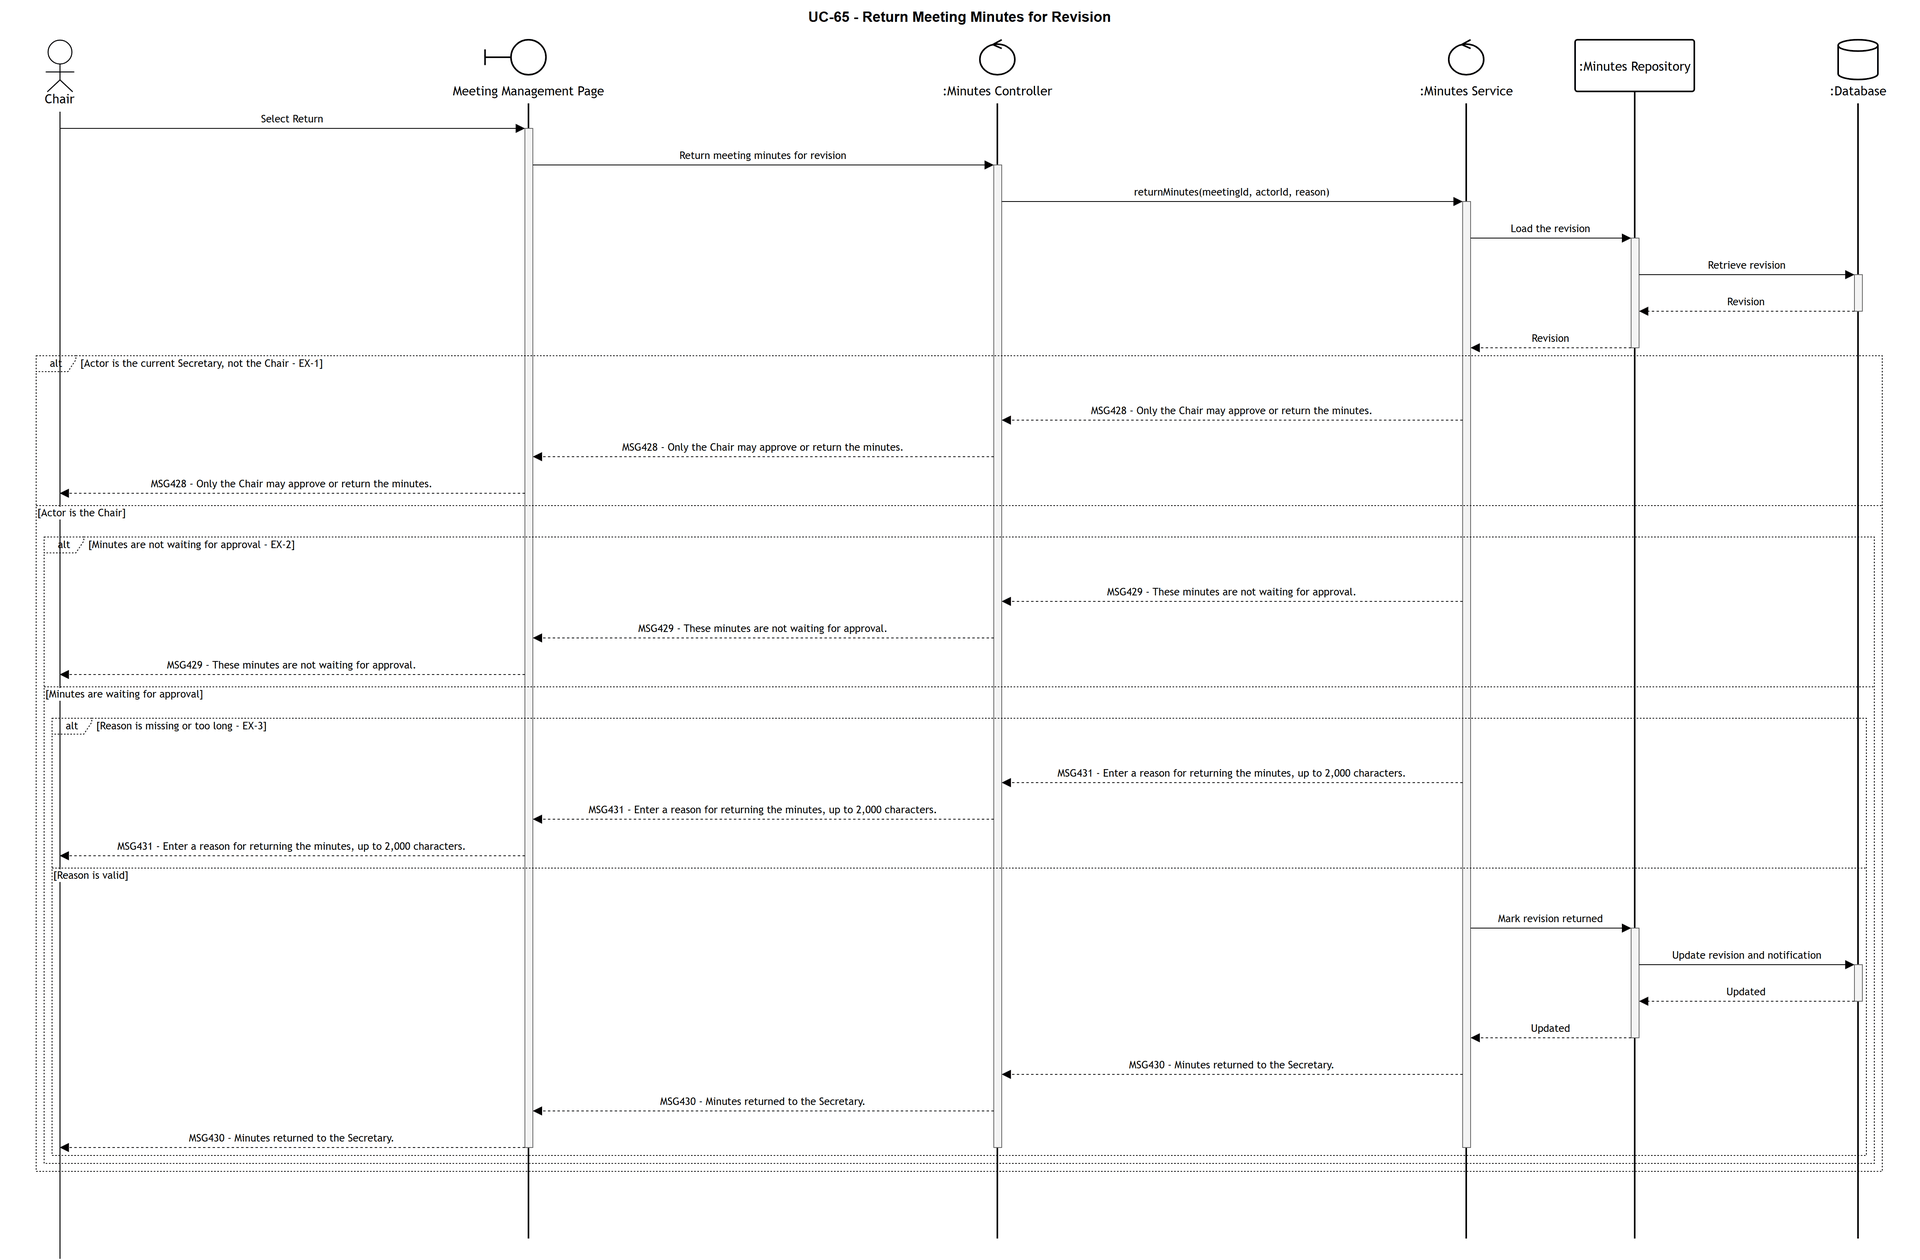 UC-65 - Return Meeting Minutes for Revision
Chair
Meeting Management Page
:Minutes Controller
:Minutes Service
:Minutes Repository
:Database
Select Return
Return meeting minutes for revision
returnMinutes(meetingId, actorId, reason)
Load the revision
Retrieve revision
Revision
Revision
alt [Actor is the current Secretary, not the Chair - EX-1]
MSG428 - Only the Chair may approve or return the minutes.
MSG428 - Only the Chair may approve or return the minutes.
MSG428 - Only the Chair may approve or return the minutes.
[Actor is the Chair]
alt [Minutes are not waiting for approval - EX-2]
MSG429 - These minutes are not waiting for approval.
MSG429 - These minutes are not waiting for approval.
MSG429 - These minutes are not waiting for approval.
[Minutes are waiting for approval]
alt [Reason is missing or too long - EX-3]
MSG431 - Enter a reason for returning the minutes, up to 2,000 characters.
MSG431 - Enter a reason for returning the minutes, up to 2,000 characters.
MSG431 - Enter a reason for returning the minutes, up to 2,000 characters.
[Reason is valid]
Mark revision returned
Update revision and notification
Updated
Updated
MSG430 - Minutes returned to the Secretary.
MSG430 - Minutes returned to the Secretary.
MSG430 - Minutes returned to the Secretary.